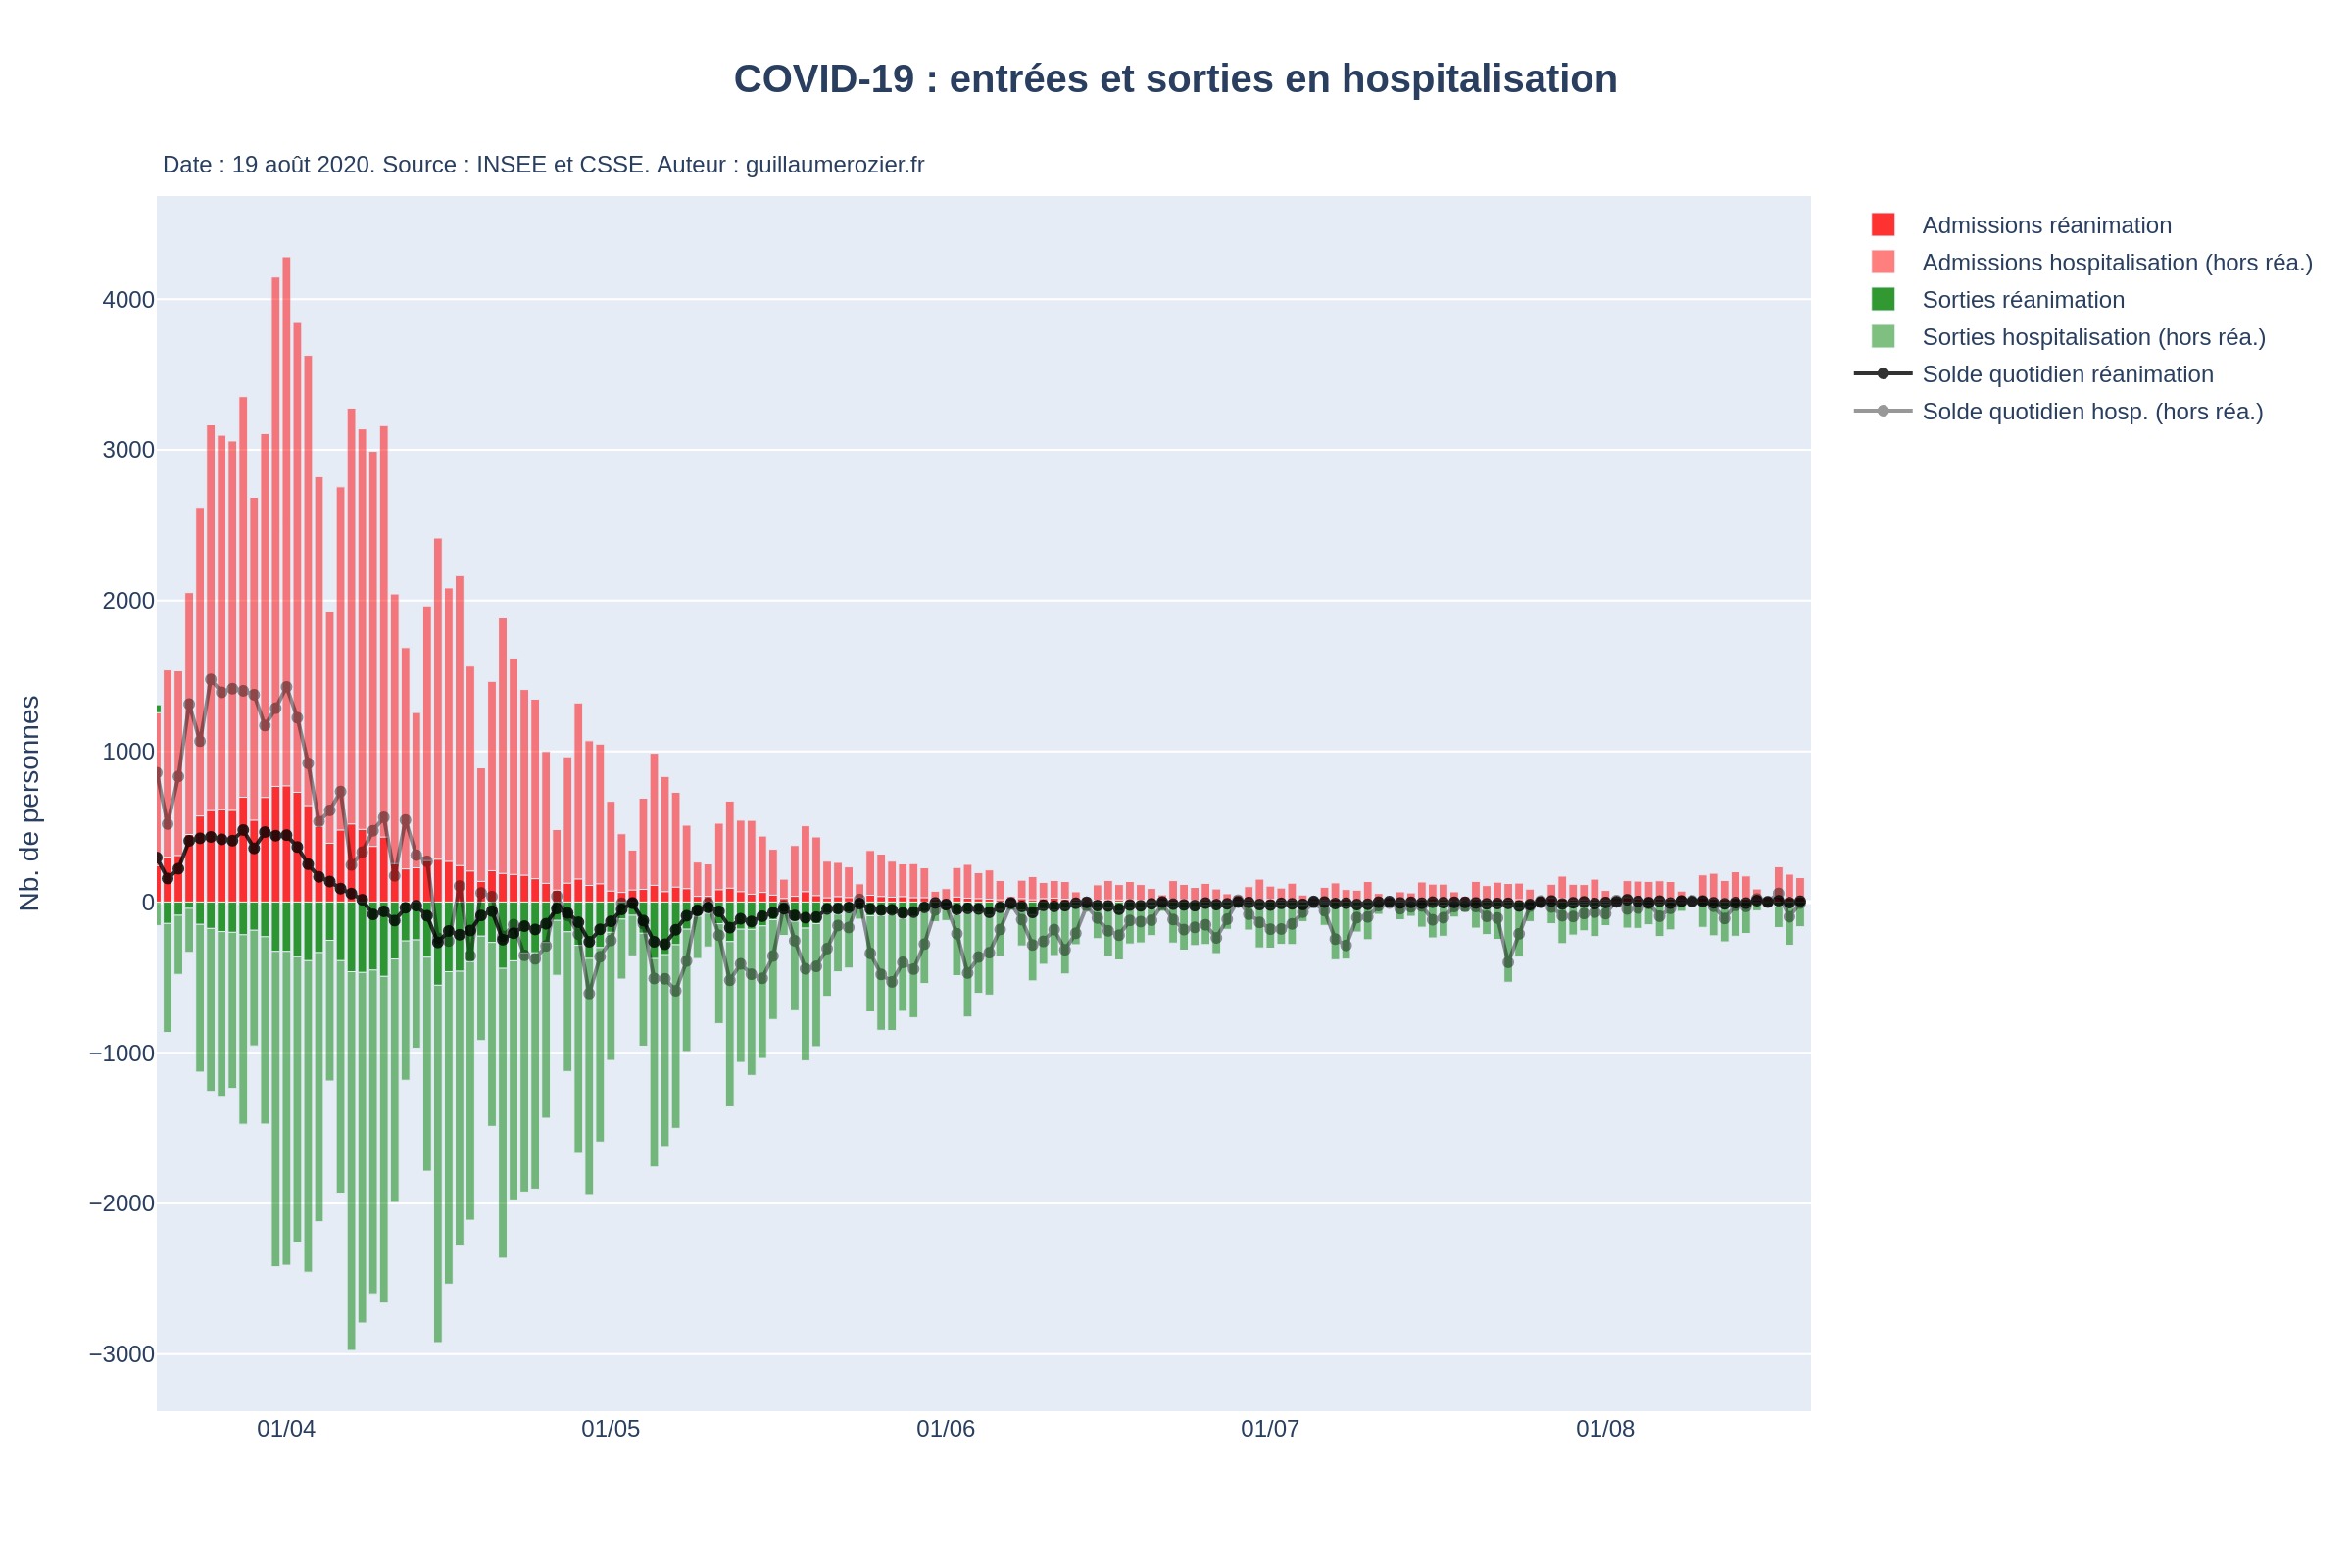 COVID-19 : entrées et sorties en hospitalisation
Date : 19 août 2020. Source : INSEE et CSSE. Auteur : guillaumerozier.fr
Admissions réanimation
Admissions hospitalisation (hors réa.)
Sorties réanimation
Sorties hospitalisation (hors réa.)
Solde quotidien réanimation
Solde quotidien hosp. (hors réa.)
Nb. de personnes
4000
3000
2000
1000
0
−1000
−2000
−3000
01/04
01/05
01/06
01/07
01/08